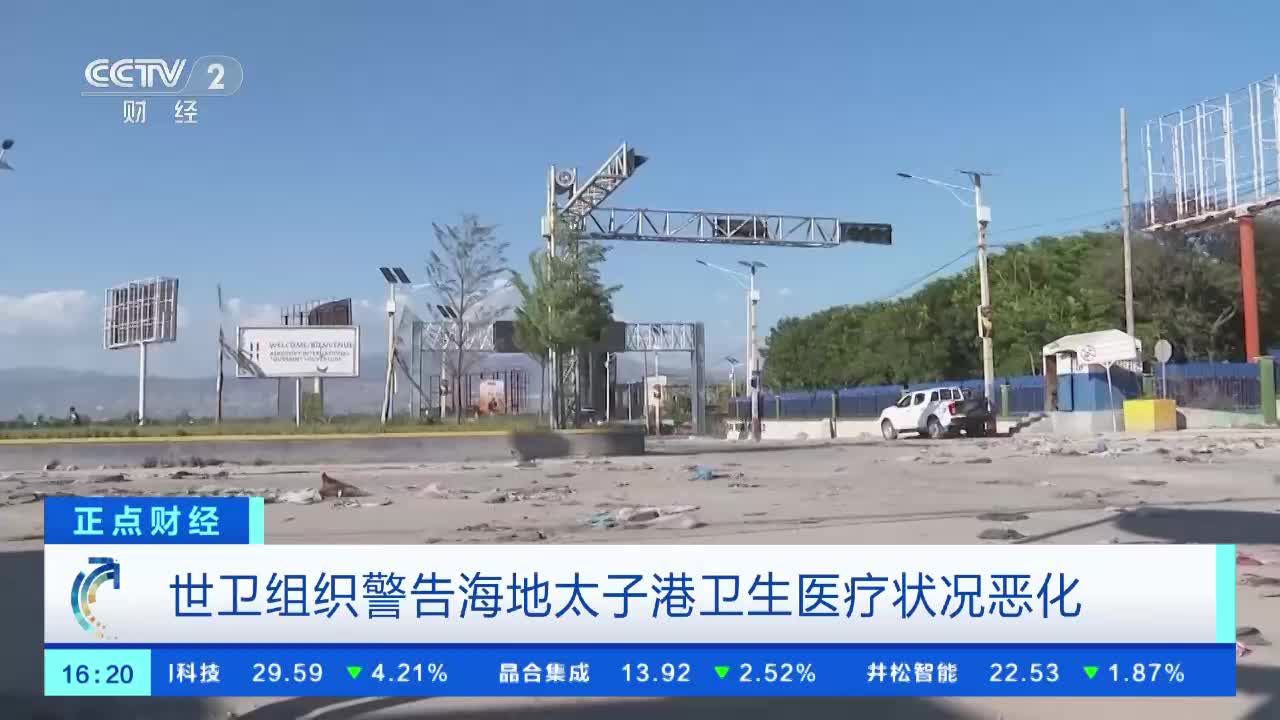 CCTV 2
财 经
WELCOME/BIENVENUE
正点财经
世卫组织警告海地太子港卫生医疗状况恶化
16:20 科技 29.59 ▼ 4.21% 晶合集成 13.92 ▼ 2.52% 井松智能 22.53 ▼ 1.87%